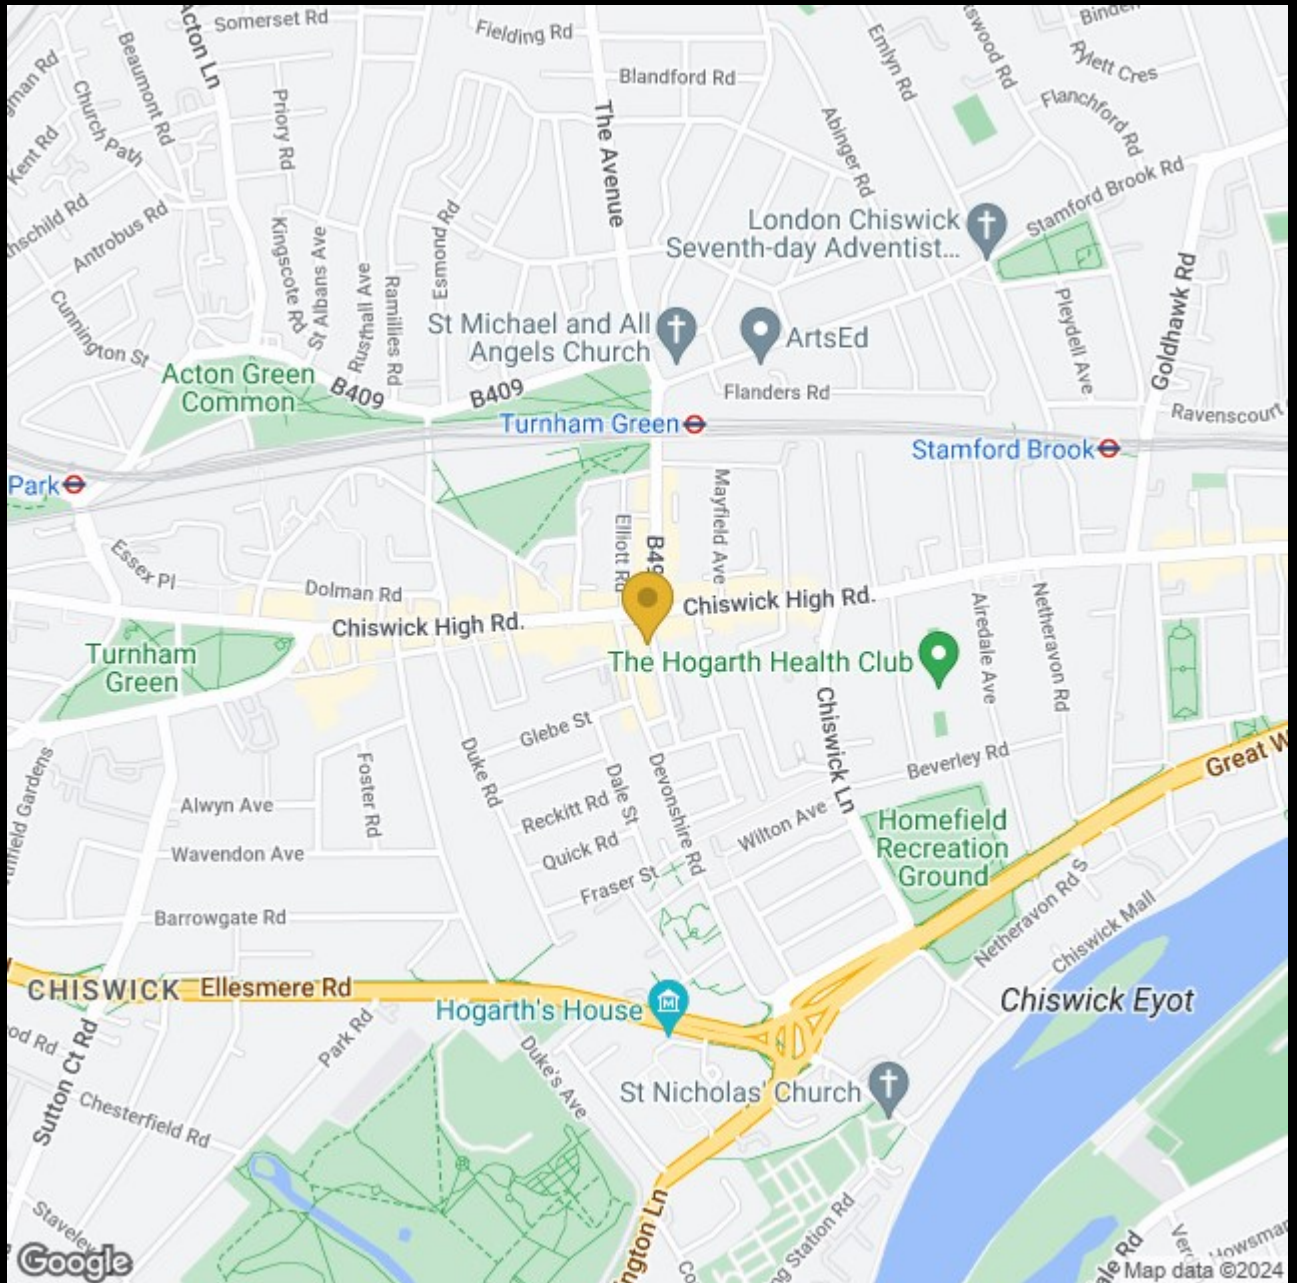 Somerset Rd
Acton Ln
Beaumont Rd
Fielding Rd
Blandford Rd
Emlyn Rd
Rylett Cres
Flanchford Rd
Church Path
Kent Rd
Priory Rd
The Avenue
Abinger Rd
Stamford Brook Rd
Antrobus Rd
Kingscote Rd
St Albans Ave
Rusthall Ave
Ramillies Rd
Esmond Rd
London Chiswick
Seventh-day Adventist...
Goldhawk Rd
Pleydell Ave
Cunnington St
St Michael and All
Angels Church
ArtsEd
Acton Green
Common
B409
B409
Flanders Rd
Ravenscourt
Turnham Green
Stamford Brook
Park
Mayfield Ave
Elliott Rd
Essex Pl
Dolman Rd
Chiswick High Rd.
Chiswick High Rd.
Airedale Ave
Netheravon Rd
Turnham
Green
The Hogarth Health Club
Chiswick Ln
Glebe St
Duke Rd
Foster Rd
Dale St
Devonshire Rd
Beverley Rd
Great W
Alwyn Ave
Reckitt Rd
Wilton Ave
Homefield
Recreation
Ground
Wavendon Ave
Quick Rd
Fraser St
Netheravon Rd S
Barrowgate Rd
Chiswick Mall
CHISWICK
Ellesmere Rd
Hogarth's House
Chiswick Eyot
Sutton Ct Rd
Park Rd
Duke's Ave
St Nicholas' Church
Chesterfield Rd
Google
Map data ©2024